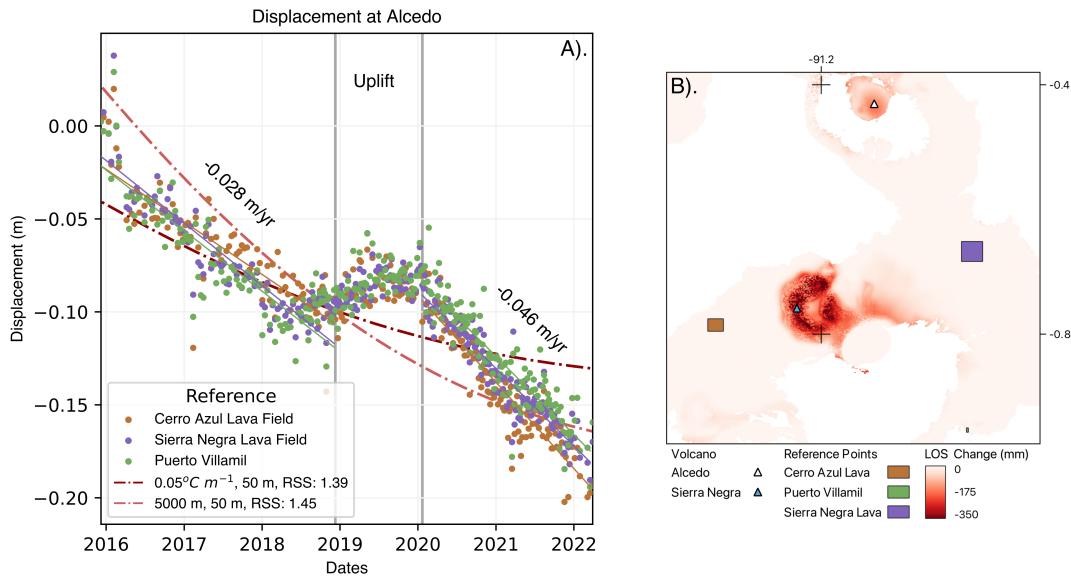 Displacement at Alcedo
A).
Uplift
-0.028 m/yr
-0.046 m/yr
Displacement (m)
0.00
−0.05
−0.10
−0.15
−0.20
Reference
Cerro Azul Lava Field
Sierra Negra Lava Field
Puerto Villamil
0.05°C m⁻¹, 50 m, RSS: 1.39
5000 m, 50 m, RSS: 1.45
2016 2017 2018 2019 2020 2021 2022
Dates
-91.2
B).
-0.4
-0.8
Volcano
Alcedo
Sierra Negra
Reference Points
Cerro Azul Lava
Puerto Villamil
Sierra Negra Lava
LOS Change (mm)
0
-175
-350